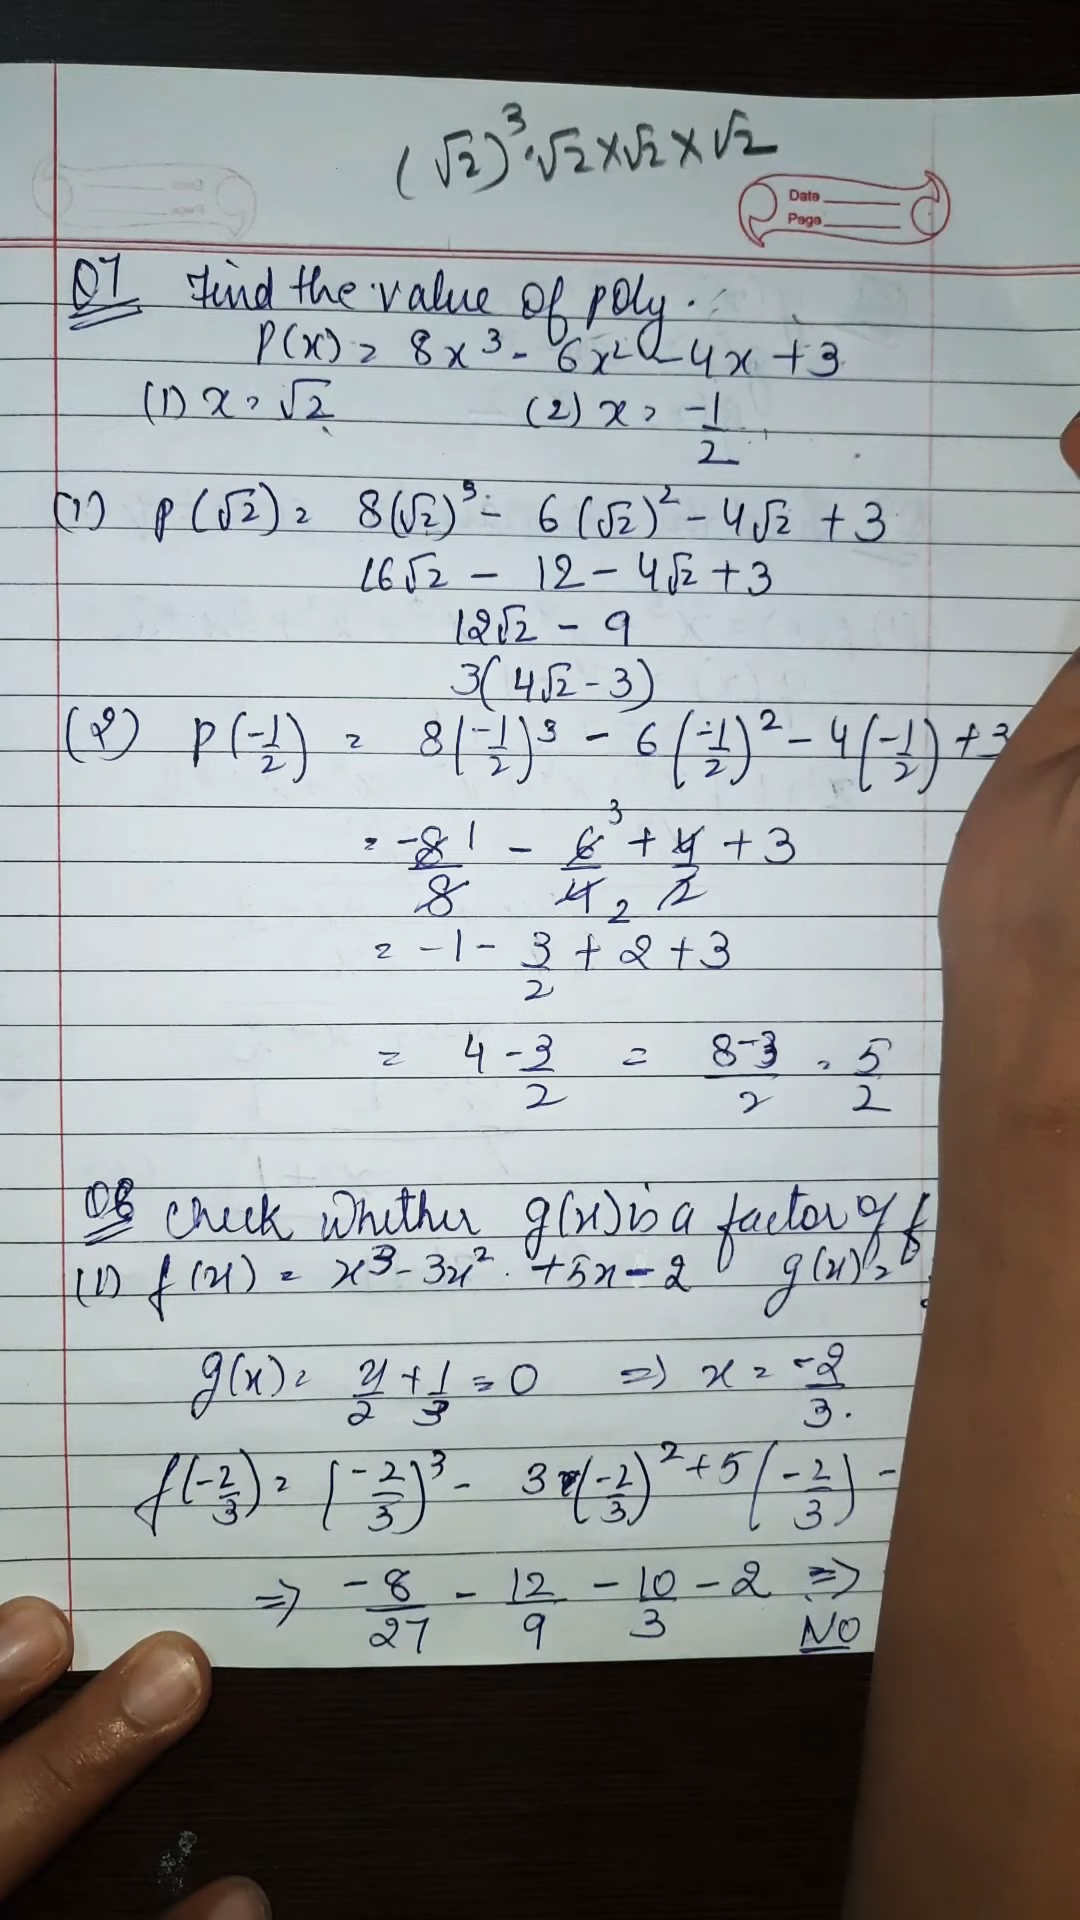 (√2)³ · √2 × √2 × √2
Date
Page
Q7 Find the value of poly.
P(x) = 8x³ - 6x² - 4x + 3
(1) x = √2 (2) x = -1/2
(1) p(√2) = 8(√2)³ - 6(√2)² - 4√2 + 3
16√2 - 12 - 4√2 + 3
12√2 - 9
3(4√2 - 3)
(2) p(-1/2) = 8(-1/2)³ - 6(-1/2)² - 4(-1/2) + 3
= -8/8 1 - 6/4 3/2 + 4/2 + 3
= -1 - 3/2 + 2 + 3
= 4 - 3/2 = 8-3/2 = 5/2
Q8 Check whether g(x) is a factor of f
(1) f(x) = x³ - 3x² + 5x - 2 g(x) =
g(x) = x/2 + 1/3 = 0 ⇒ x = -2/3.
f(-2/3) = (-2/3)³ - 3(-2/3)² + 5(-2/3) -
⇒ -8/27 - 12/9 - 10/3 - 2 ⇒
NO